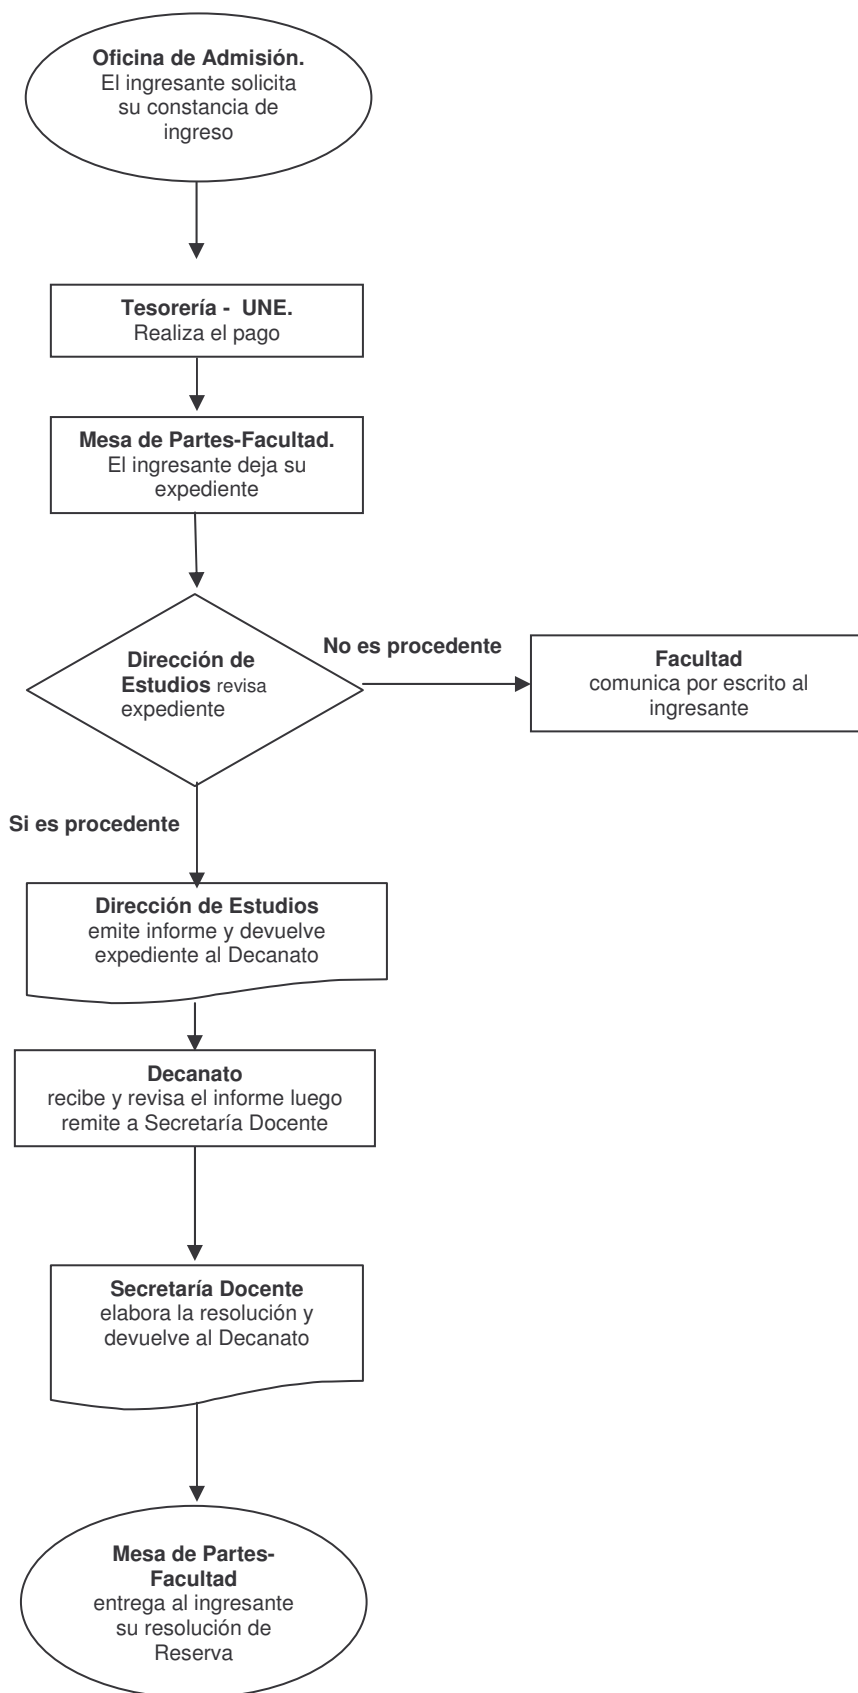 Oficina de Admisión.
El ingresante solicita
su constancia de
ingreso
Tesorería - UNE.
Realiza el pago
Mesa de Partes-Facultad.
El ingresante deja su
expediente
Dirección de
Estudios revisa
expediente
No es procedente
Facultad
comunica por escrito al
ingresante
Si es procedente
Dirección de Estudios
emite informe y devuelve
expediente al Decanato
Decanato
recibe y revisa el informe luego
remite a Secretaría Docente
Secretaría Docente
elabora la resolución y
devuelve al Decanato
Mesa de Partes-
Facultad
entrega al ingresante
su resolución de
Reserva